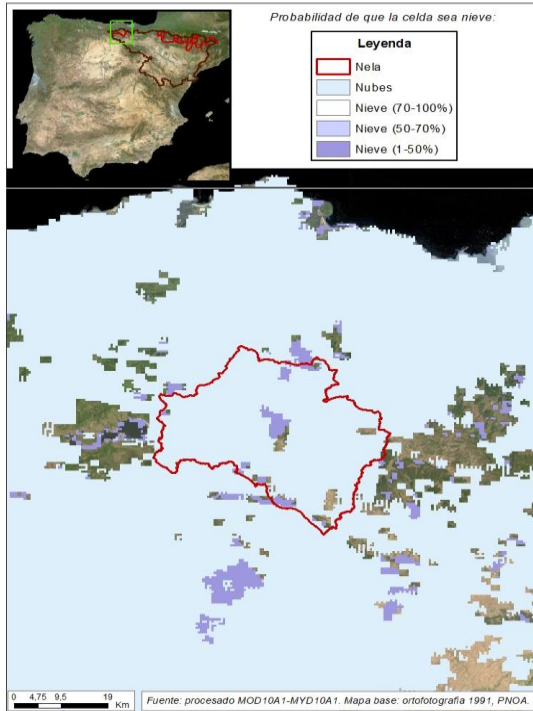 Probabilidad de que la celda sea nieve:
Leyenda
Nela
Nubes
Nieve (70-100%)
Nieve (50-70%)
Nieve (1-50%)
0 4,75 9,5 19
Km
Fuente: procesado MOD10A1-MYD10A1. Mapa base: ortofotografia 1991, PNOA.